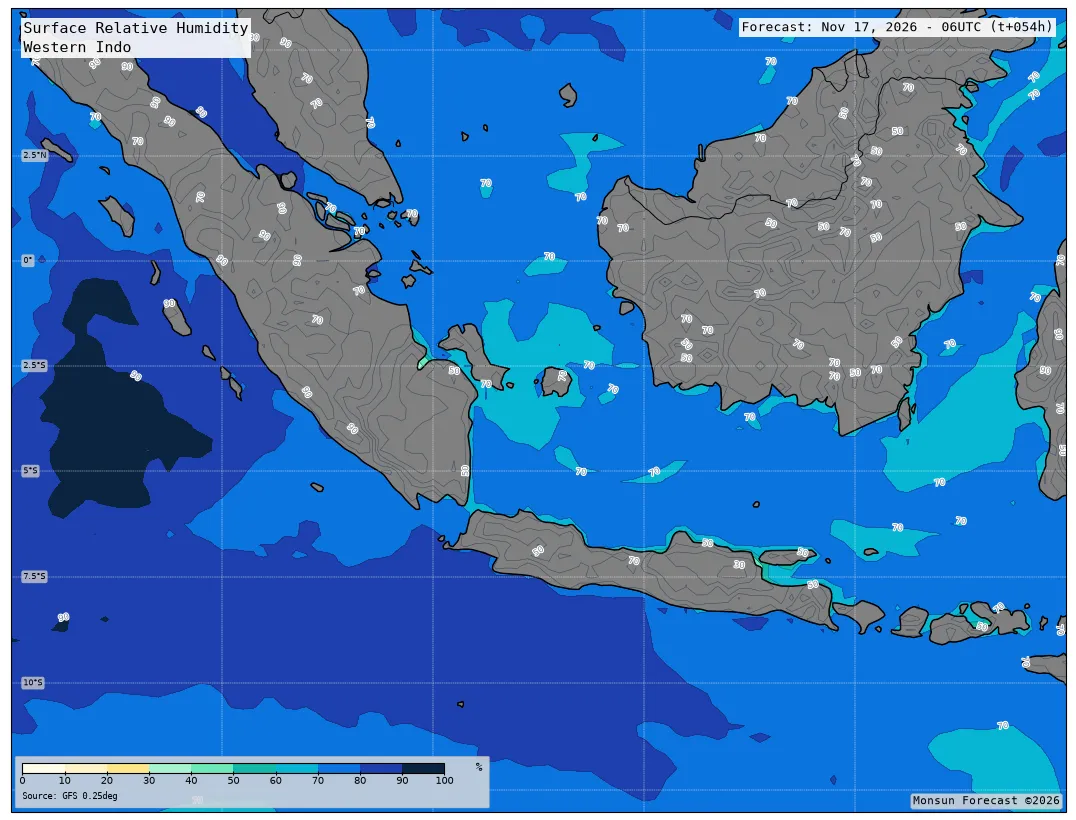 Surface Relative Humidity
Western Indo
Forecast: Nov 17, 2026 - 06UTC (t+054h)
2.5°N
0°
2.5°S
5°S
7.5°S
10°S
%
0 10 20 30 40 50 60 70 80 90 100
Source: GFS 0.25deg
Monsun Forecast ©2026